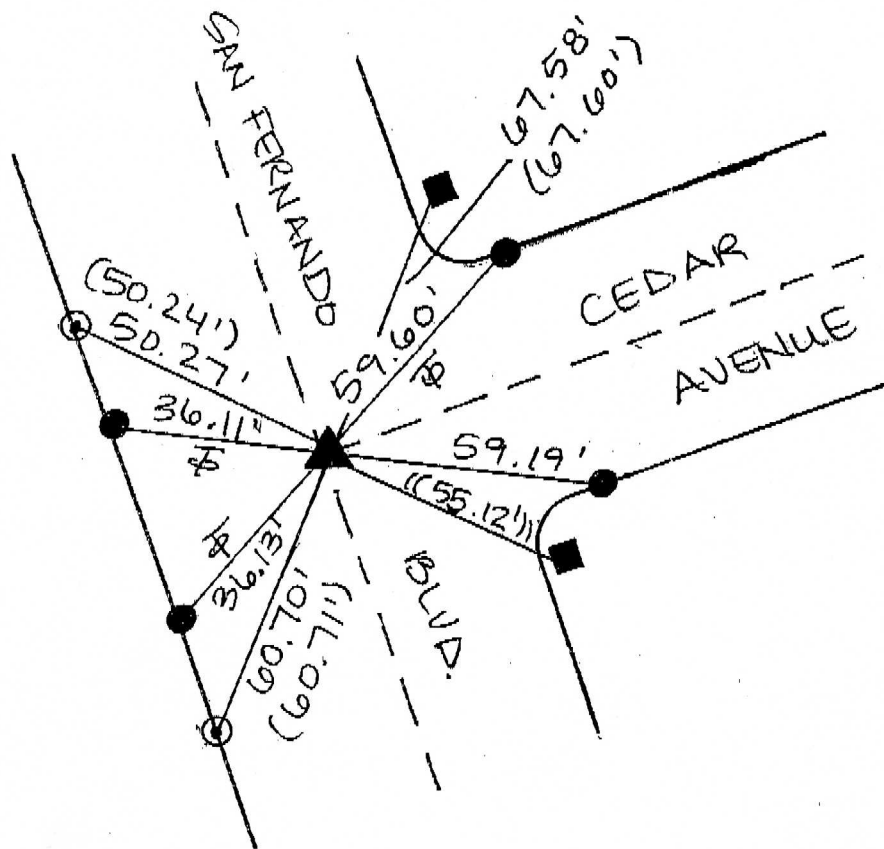 SAN FERNANDO
67.58'
(67.60')
CEDAR
AVENUE
(50.24')
50.27'
59.60'
36.11'
59.19'
((55.12'))
36.13'
60.70'
(60.71')
BLVD.